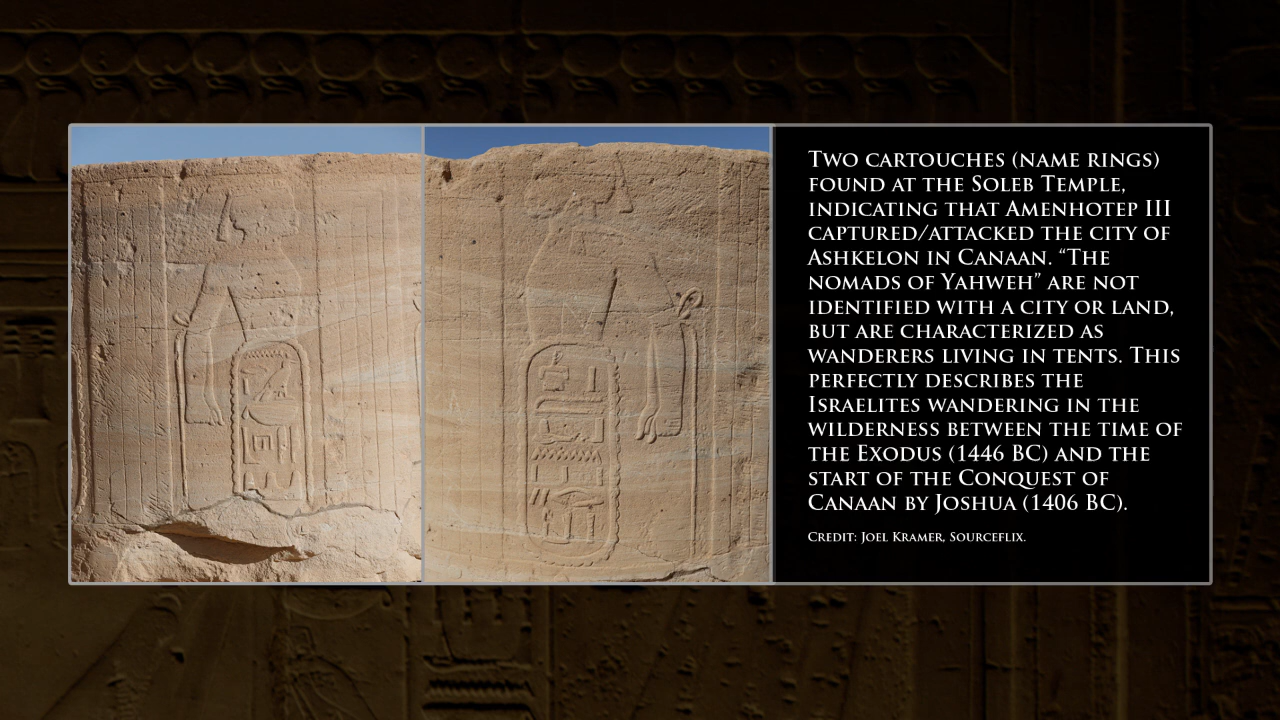 Two cartouches (name rings)
found at the Soleb Temple,
indicating that Amenhotep III
captured/attacked the city of
Ashkelon in Canaan. “The
nomads of Yahweh” are not
identified with a city or land,
but are characterized as
wanderers living in tents. This
perfectly describes the
Israelites wandering in the
wilderness between the time of
the Exodus (1446 BC) and the
start of the Conquest of
Canaan by Joshua (1406 BC).
Credit: Joel Kramer, Sourceflix.